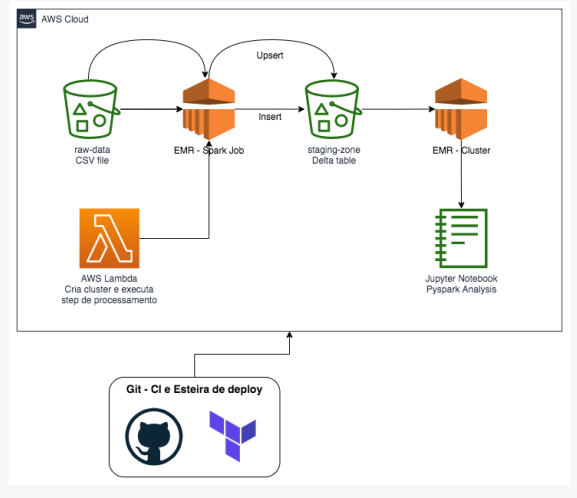 aws
AWS Cloud
Upsert
Insert
raw-data
CSV file
EMR - Spark Job
staging-zone
Delta table
EMR - Cluster
AWS Lambda
Cria cluster e executa
step de processamento
Jupyter Notebook
Pyspark Analysis
Git - CI e Esteira de deploy